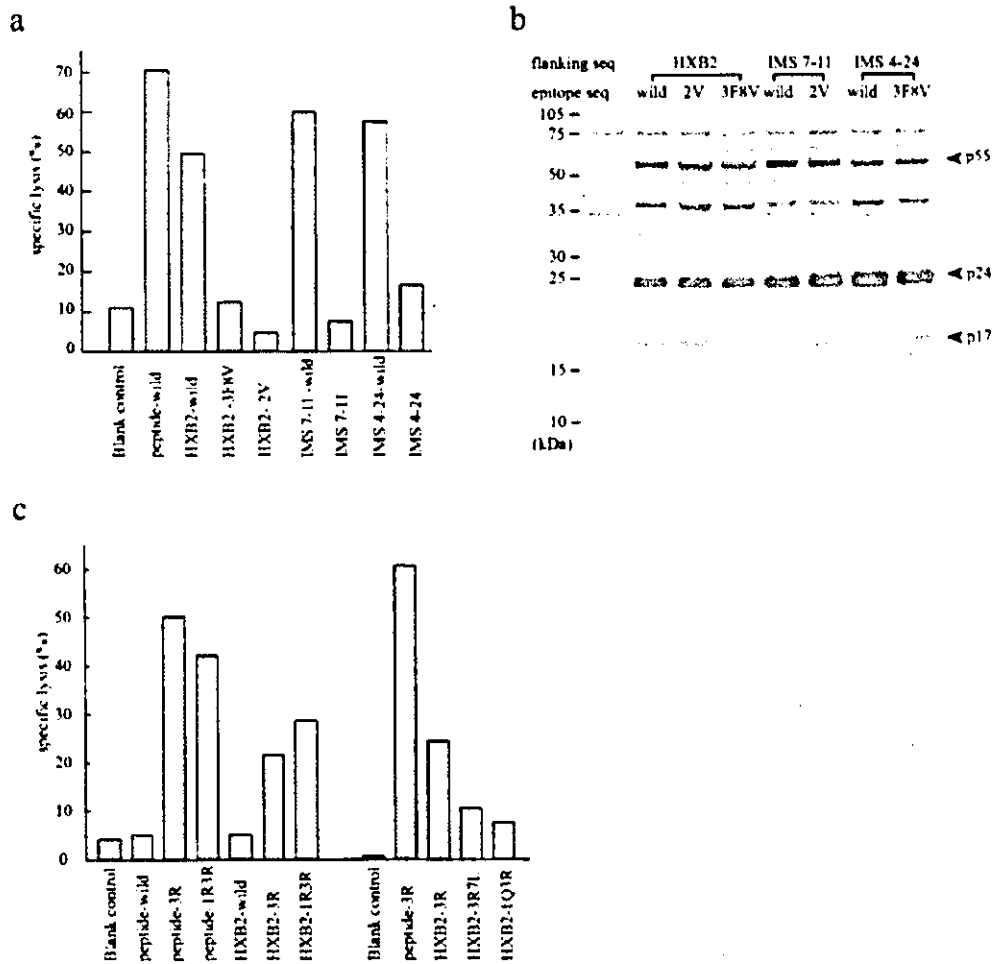 a
70
60
50
40
30
20
10
0
specific lysis (%)
Blank control
peptide-wild
HXB2-wild
HXB2-3F8V
HXB2-2V
IMS 7-11-wild
IMS 7-11
IMS 4-24-wild
IMS 4-24
b
flanking seq HXB2 IMS 7-11 IMS 4-24
epitope seq wild 2V 3F8V wild 2V wild 3F8V
105
75
50
35
30
25
15
10
(kDa)
p55
p24
p17
c
60
50
40
30
20
10
0
specific lysis (%)
Blank control
peptide-wild
peptide-3R
peptide-1R3R
HXB2-wild
HXB2-3R
HXB2-1R3R
Blank control
peptide-3R
HXB2-3R
HXB2-3R7L
HXB2-1Q3R